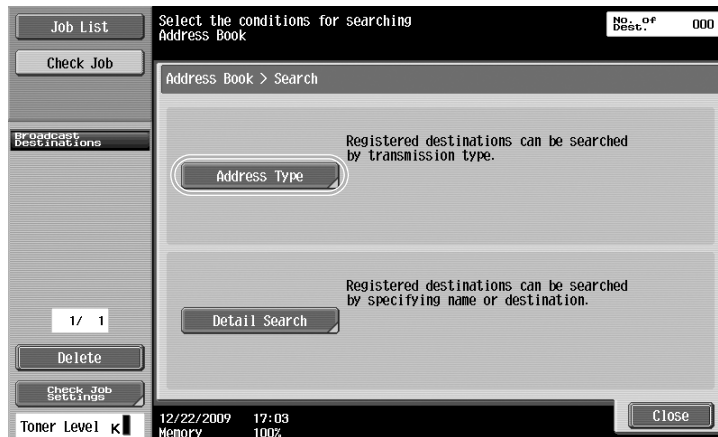 Job List
Check Job
Broadcast
Destinations
1/ 1
Delete
Check Job
Settings
Toner Level K
Select the conditions for searching
Address Book
No. of
Dest.
000
Address Book > Search
Registered destinations can be searched
by transmission type.
Address Type
Registered destinations can be searched
by specifying name or destination.
Detail Search
12/22/2009 17:03
Memory 100%
Close